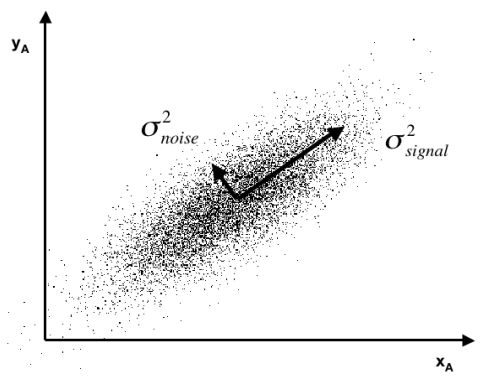 y_A
σ²_noise
σ²_signal
x_A